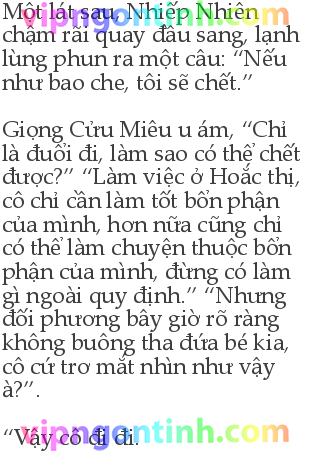 Một lát sau, Nhiếp Nhiên
chậm rãi quay đầu sang, lạnh
lùng phun ra một câu: “Nếu
như bao che, tôi sẽ chết.”
Giọng Cửu Miêu u ám, “Chỉ
là đuổi đi, làm sao có thể chết
được?” “Làm việc ở Hoắc thị,
cô chỉ cần làm tốt bổn phận
của mình, hơn nữa cũng chỉ
có thể làm chuyện thuộc bổn
phận của mình, đừng có làm
gì ngoài quy định.” “Nhưng
đối phương bây giờ rõ ràng
không buông tha đứa bé kia,
cô cứ trơ mắt nhìn như vậy
à?”.
“Vậy cô đi đi.
vipngontinh.com
vipngontinh.com